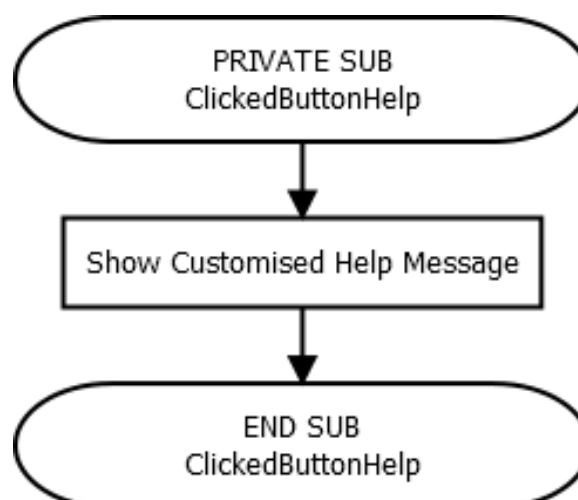 PRIVATE SUB
ClickedButtonHelp
Show Customised Help Message
END SUB
ClickedButtonHelp